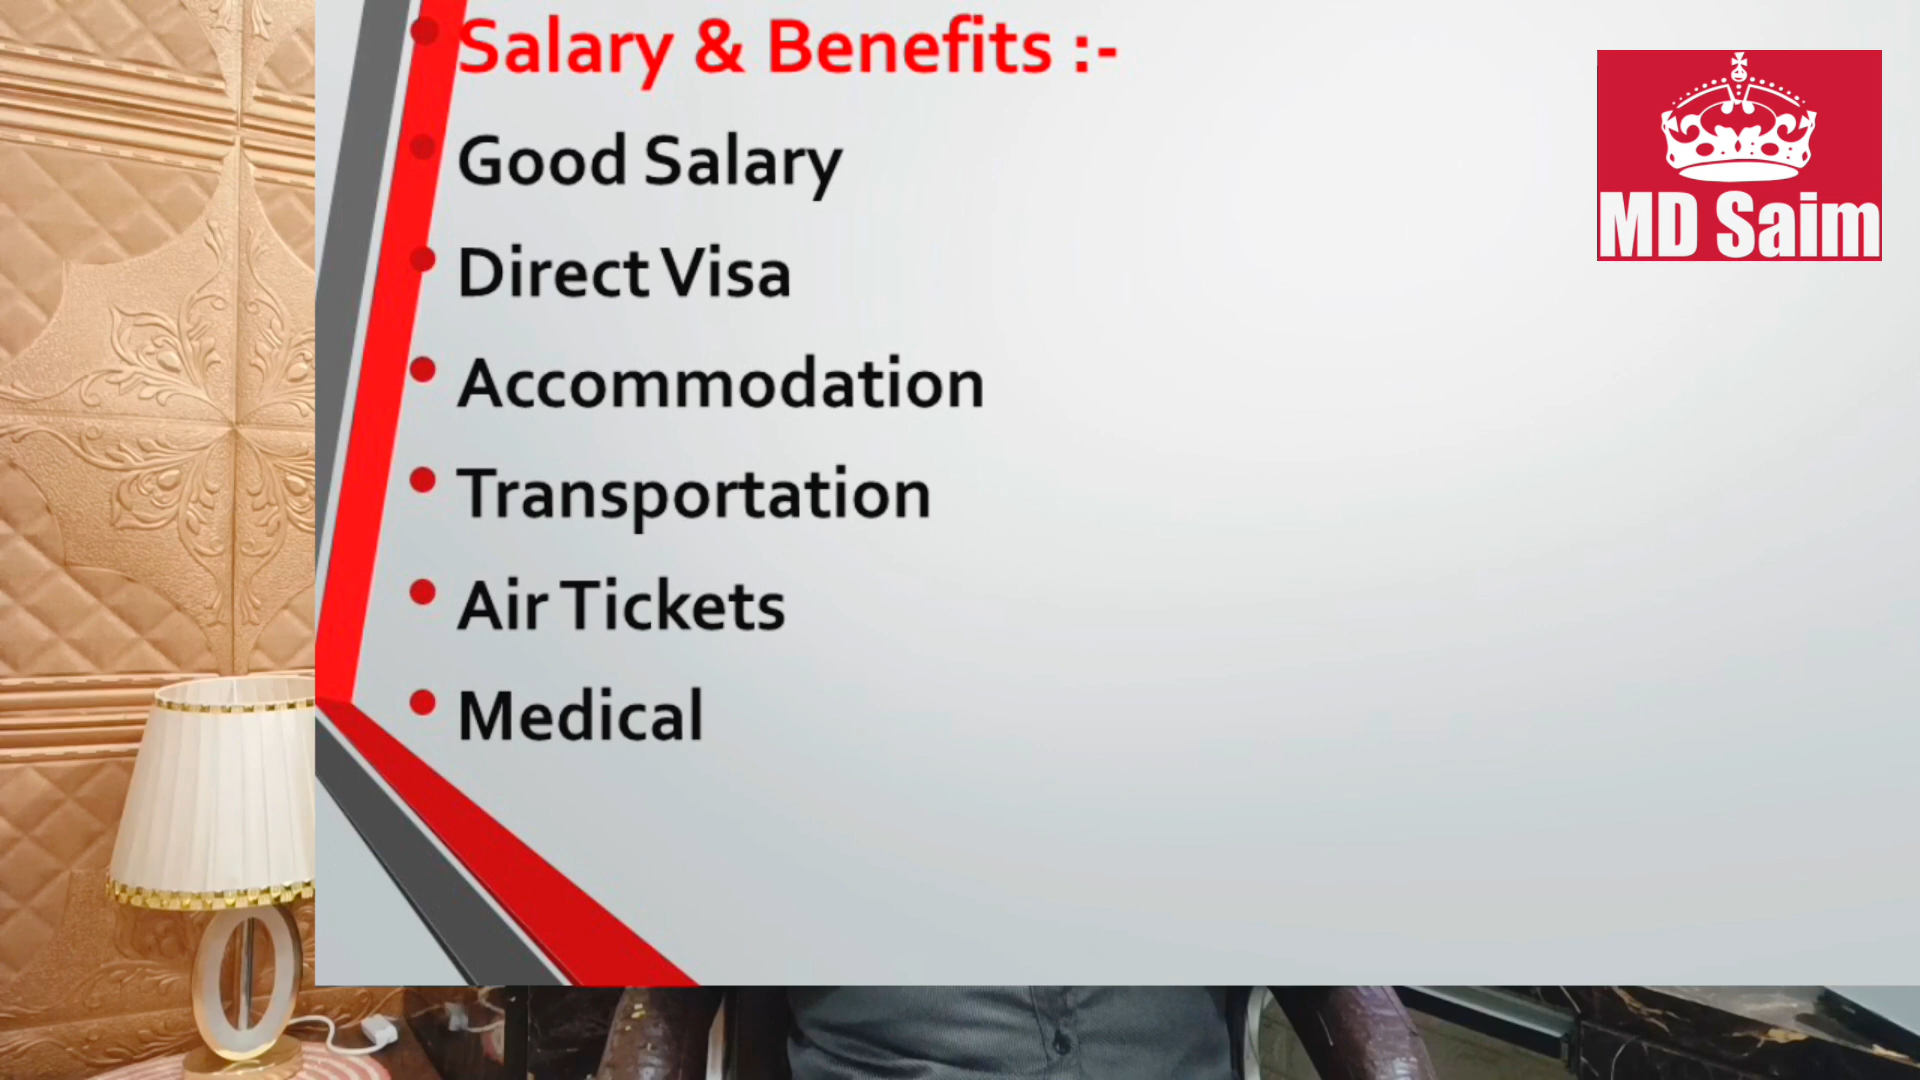 Salary & Benefits :-
Good Salary
Direct Visa
Accommodation
Transportation
Air Tickets
Medical
MD Saim